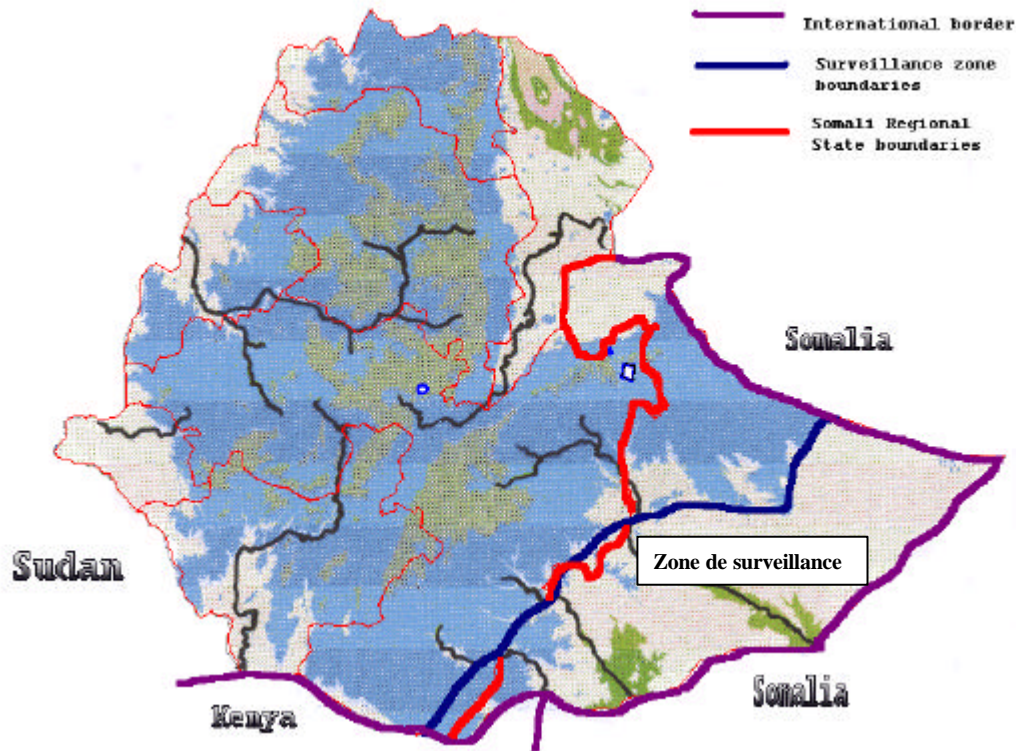 International border
Surveillance zone
boundaries
Somali Regional
State boundaries
Somalia
Sudan
Zone de surveillance
Somalia
Kenya